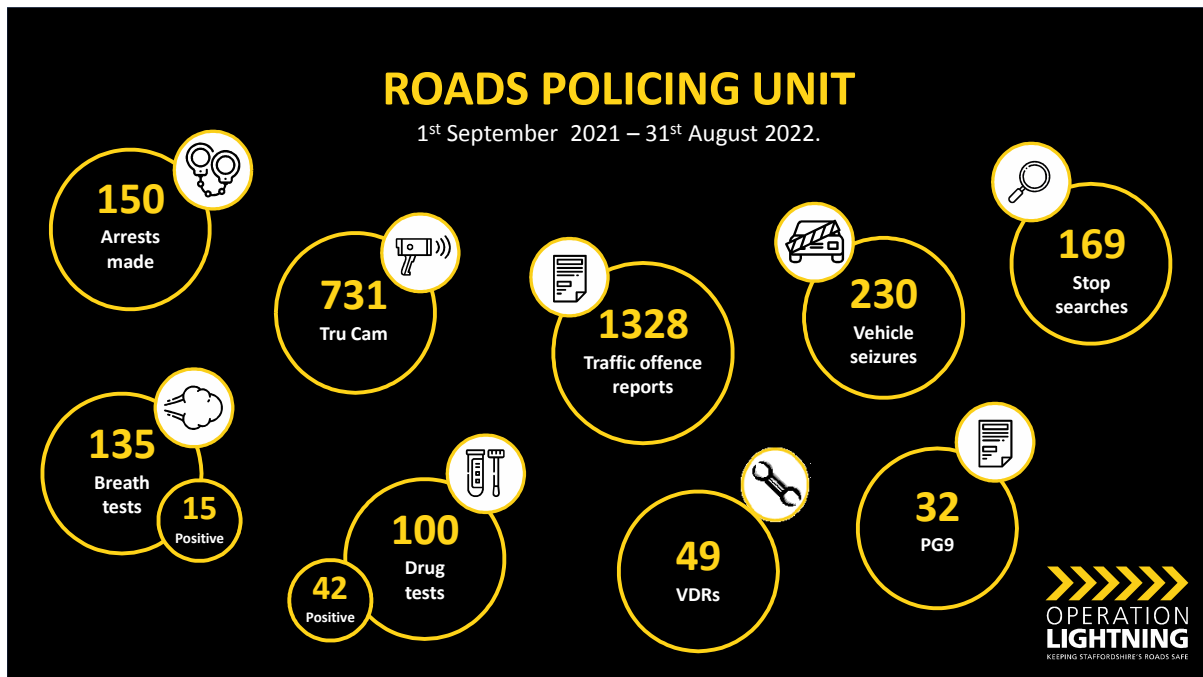 ROADS POLICING UNIT
1st September 2021 – 31st August 2022.
150
Arrests
made
731
Tru Cam
1328
Traffic offence
reports
230
Vehicle
seizures
169
Stop
searches
135
Breath
tests
15
Positive
100
Drug
tests
42
Positive
49
VDRs
32
PG9
OPERATION
LIGHTNING
KEEPING STAFFORDSHIRE'S ROADS SAFE